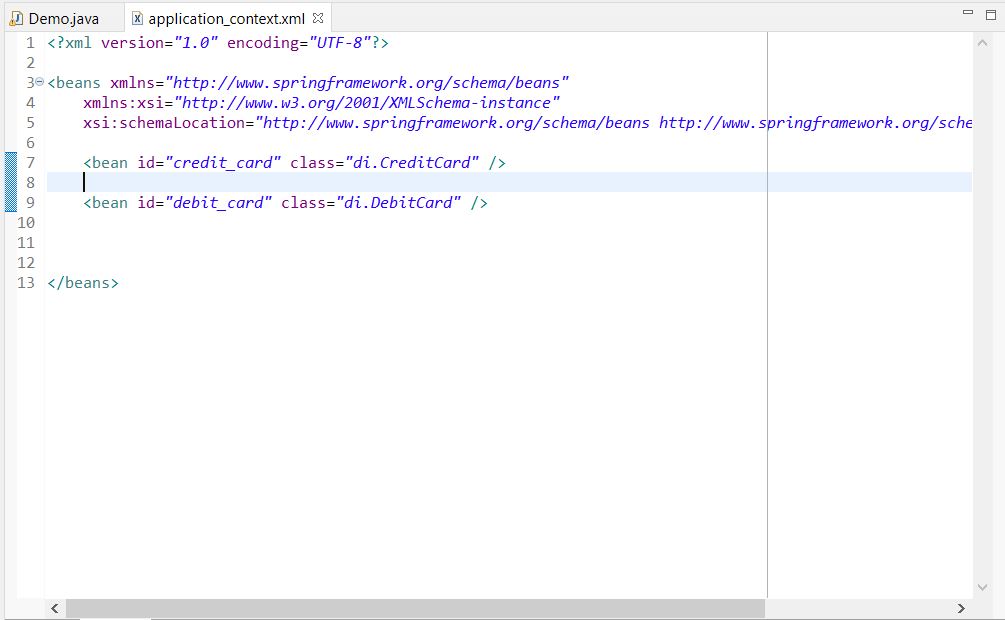 Demo.java application_context.xml
1 <?xml version="1.0" encoding="UTF-8"?>
2
3 <beans xmlns="http://www.springframework.org/schema/beans"
4 xmlns:xsi="http://www.w3.org/2001/XMLSchema-instance"
5 xsi:schemaLocation="http://www.springframework.org/schema/beans http://www.springframework.org/sche
6
7 <bean id="credit_card" class="di.CreditCard" />
8
9 <bean id="debit_card" class="di.DebitCard" />
10
11
12
13 </beans>